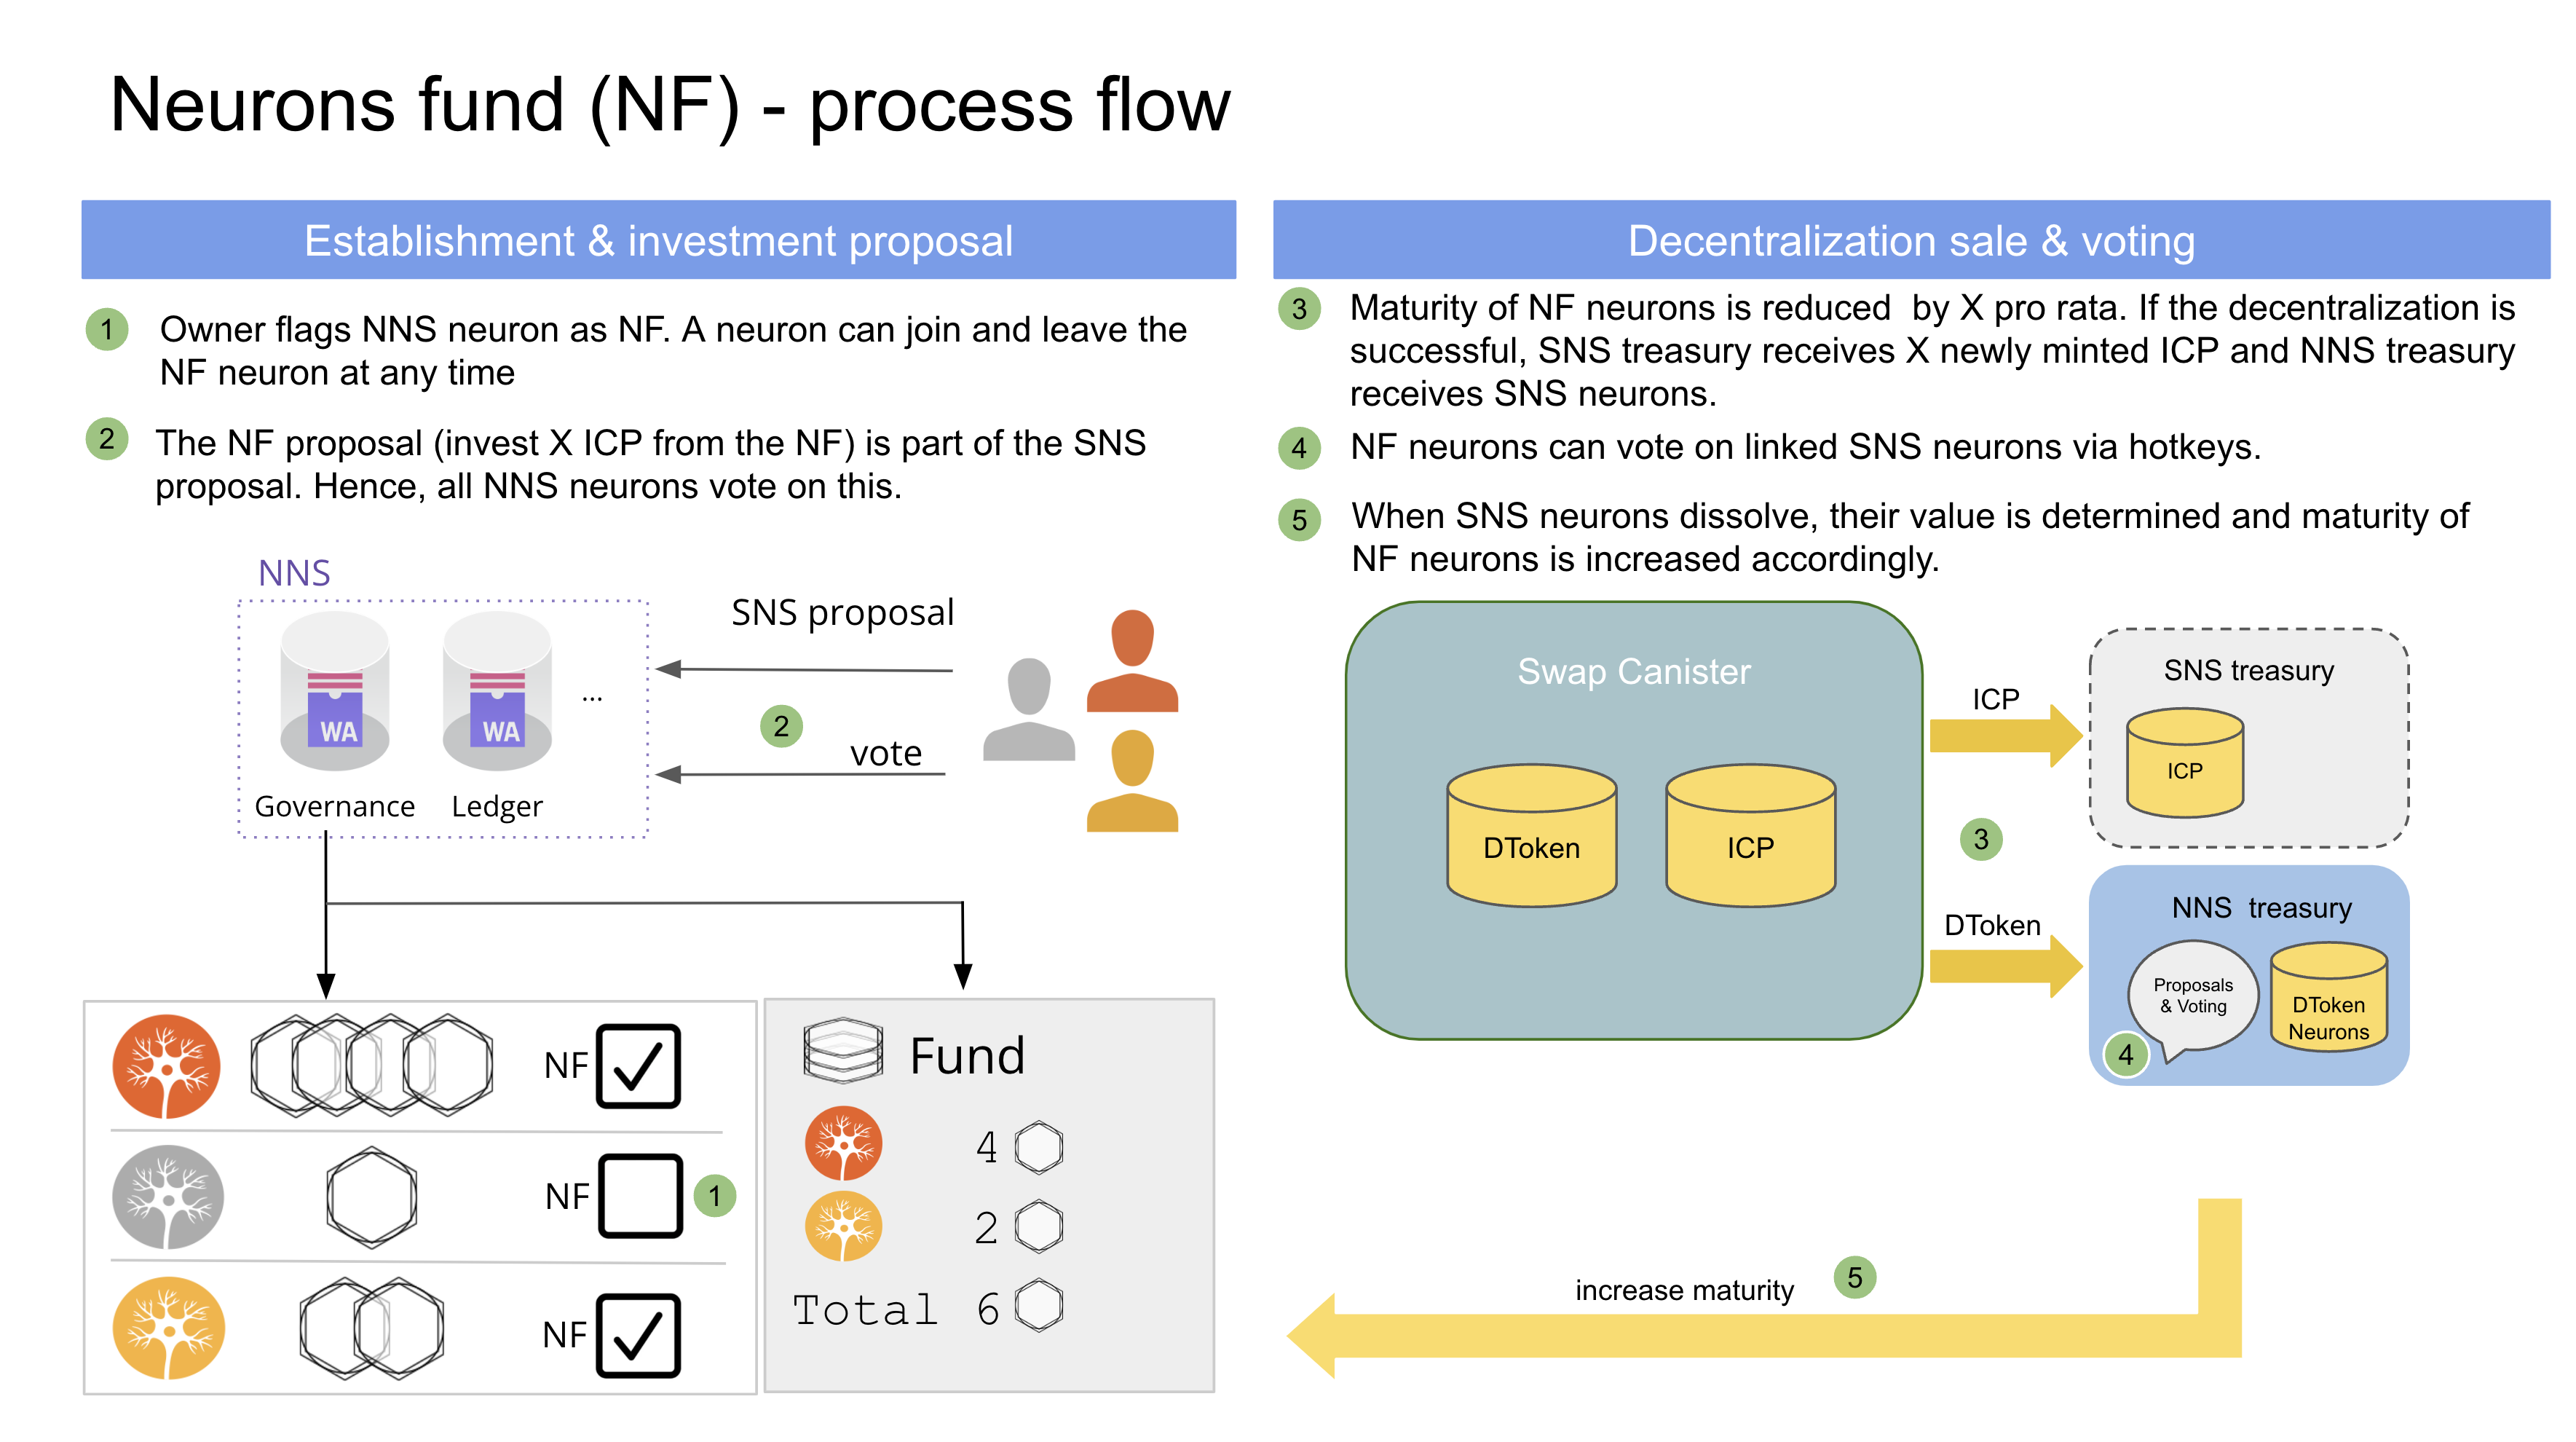 Neurons fund (NF) - process flow
Establishment & investment proposal
1
Owner flags NNS neuron as NF. A neuron can join and leave the
NF neuron at any time
2
The NF proposal (invest X ICP from the NF) is part of the SNS
proposal. Hence, all NNS neurons vote on this.
NNS
WA
WA
...
Governance
Ledger
SNS proposal
2
vote
NF
NF
1
NF
Fund
4
2
Total 6
Decentralization sale & voting
3
Maturity of NF neurons is reduced  by X pro rata. If the decentralization is
successful, SNS treasury receives X newly minted ICP and NNS treasury
receives SNS neurons.
4
NF neurons can vote on linked SNS neurons via hotkeys.
5
When SNS neurons dissolve, their value is determined and maturity of
NF neurons is increased accordingly.
Swap Canister
DToken
ICP
ICP
3
DToken
SNS treasury
ICP
NNS  treasury
Proposals
& Voting
DToken
Neurons
4
increase maturity
5